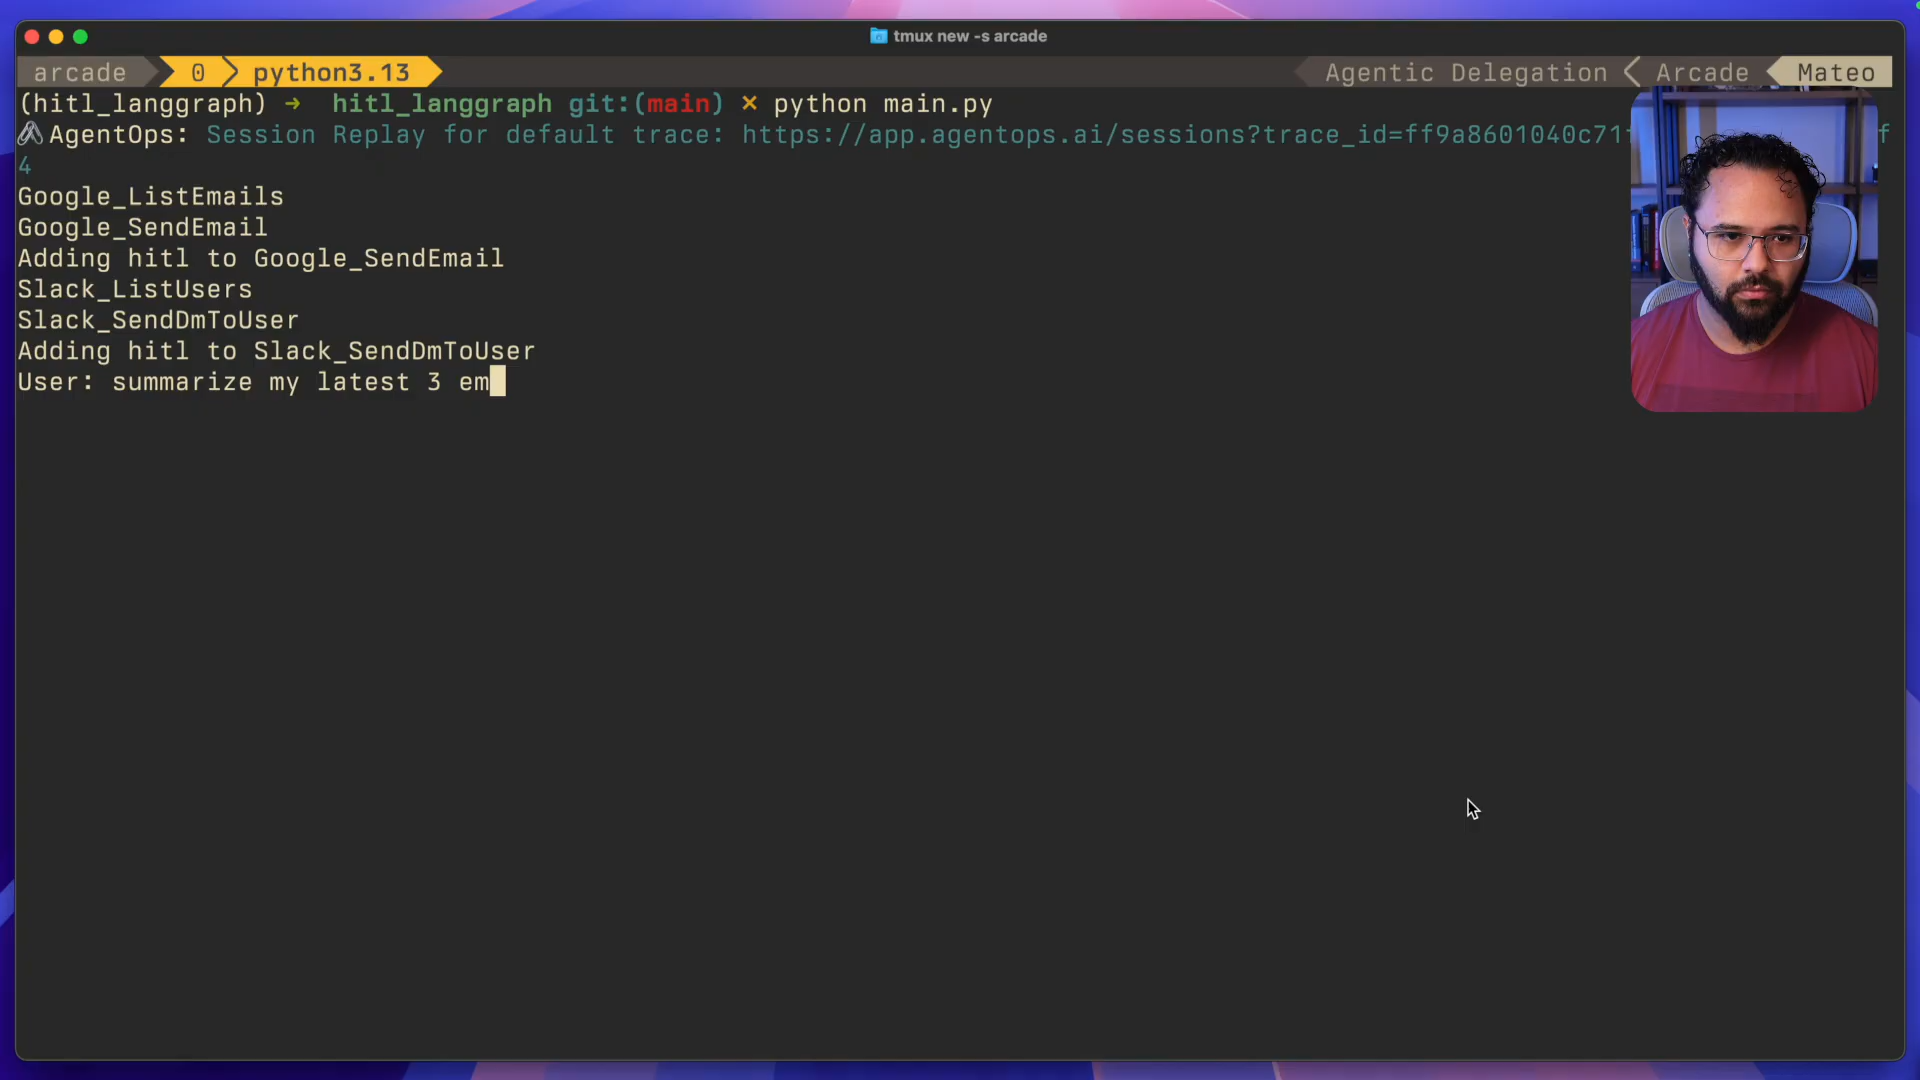 tmux new -s arcade
arcade 0 python3.13 Agentic Delegation Arcade Mateo
(hitl_langgraph) → hitl_langgraph git:(main) × python main.py
AgentOps: Session Replay for default trace: https://app.agentops.ai/sessions?trace_id=ff9a8601040c71 f
4
Google_ListEmails
Google_SendEmail
Adding hitl to Google_SendEmail
Slack_ListUsers
Slack_SendDmToUser
Adding hitl to Slack_SendDmToUser
User: summarize my latest 3 em